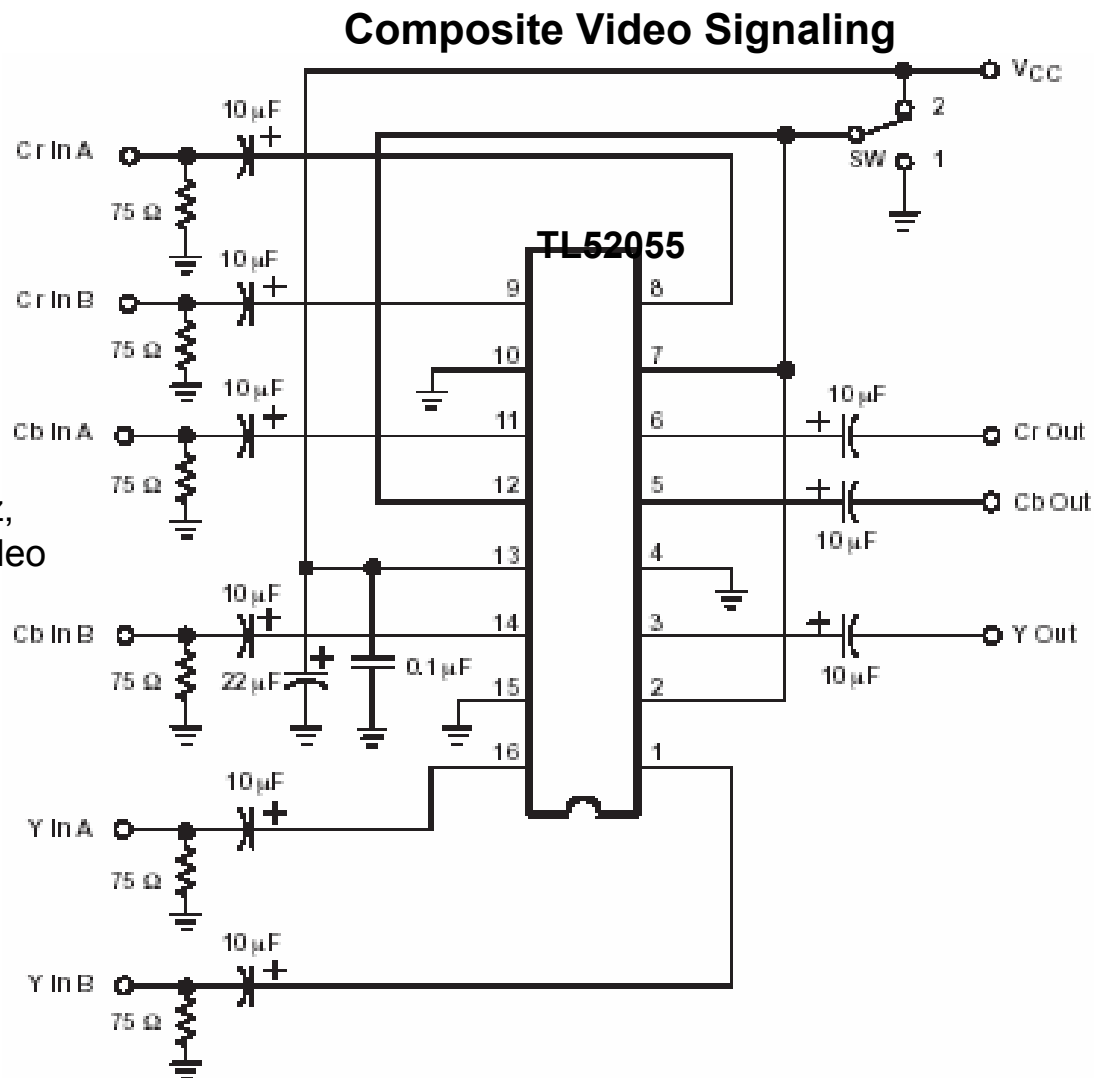 Composite Video Signaling
VCC
10 µF
2
Cr In A
SW
1
75 Ω
TL52055
10 µF
Cr In B
9
8
75 Ω
10
7
10 µF
10 µF
Cb In A
11
6
Cr Out
75 Ω
12
5
Cb Out
10 µF
13
4
10 µF
Cb In B
14
3
Y Out
75 Ω
22 µF
0.1 µF
10 µF
15
2
16
1
10 µF
Y In A
75 Ω
10 µF
Y In B
75 Ω